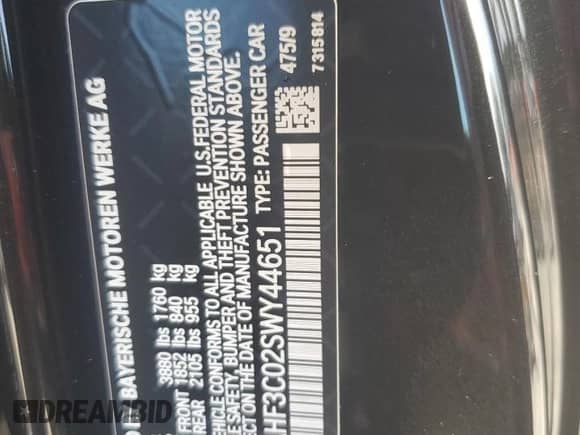 BAYERISCHE MOTOREN WERKE AG
3880 lbs 1760 kg
FRONT 1852 lbs 840 kg
REAR 2105 lbs 955 kg
VEHICLE CONFORMS TO ALL APPLICABLE U.S. FEDERAL MOTOR
SAFETY, BUMPER AND THEFT PREVENTION STANDARDS
ECT ON THE DATE OF MANUFACTURE SHOWN ABOVE.
HF3C02SWY44651 TYPE: PASSENGER CAR
475/9
7315814
DREAMBID